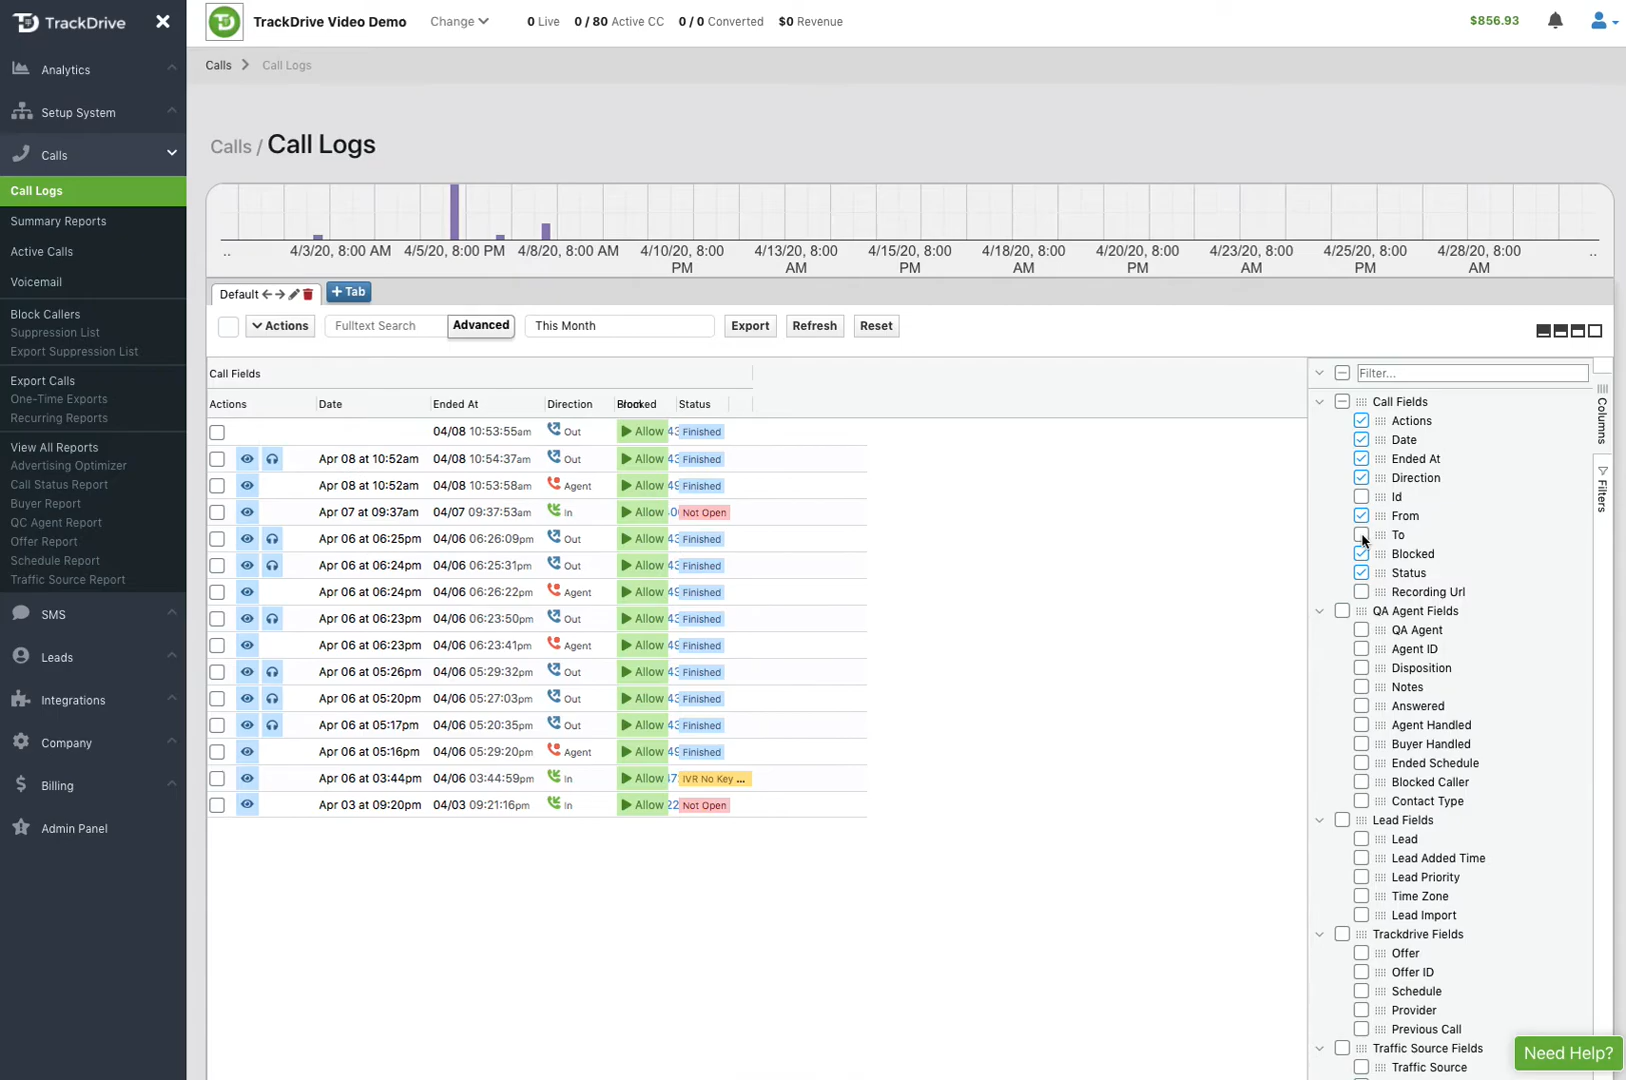 TrackDrive
Analytics
Setup System
Calls
Call Logs
Summary Reports
Active Calls
Voicemail
Block Callers
Suppression List
Export Suppression List
Export Calls
One-Time Exports
Recurring Reports
View All Reports
Advertising Optimizer
Call Status Report
Buyer Report
QC Agent Report
Offer Report
Schedule Report
Traffic Source Report
SMS
Leads
Integrations
Company
Billing
Admin Panel
TrackDrive Video Demo Change 0 Live 0 / 80 Active CC 0 / 0 Converted $0 Revenue $856.93
Calls Call Logs
Calls / Call Logs
.. 4/3/20, 8:00 AM 4/5/20, 8:00 PM 4/8/20, 8:00 AM 4/10/20, 8:00 PM 4/13/20, 8:00 AM 4/15/20, 8:00 PM 4/18/20, 8:00 AM 4/20/20, 8:00 PM 4/23/20, 8:00 AM 4/25/20, 8:00 PM 4/28/20, 8:00 AM ..
Default + Tab
Actions Fulltext Search Advanced This Month Export Refresh Reset
Call Fields
Actions Date Ended At Direction Blocked Status
04/08 10:53:55am Out Allow Finished
Apr 08 at 10:52am 04/08 10:54:37am Out Allow Finished
Apr 08 at 10:52am 04/08 10:53:58am Agent Allow Finished
Apr 07 at 09:37am 04/07 09:37:53am In Allow Not Open
Apr 06 at 06:25pm 04/06 06:26:09pm Out Allow Finished
Apr 06 at 06:24pm 04/06 06:25:31pm Out Allow Finished
Apr 06 at 06:24pm 04/06 06:26:22pm Agent Allow Finished
Apr 06 at 06:23pm 04/06 06:23:50pm Out Allow Finished
Apr 06 at 06:23pm 04/06 06:23:41pm Agent Allow Finished
Apr 06 at 05:26pm 04/06 05:29:32pm Out Allow Finished
Apr 06 at 05:20pm 04/06 05:27:03pm Out Allow Finished
Apr 06 at 05:17pm 04/06 05:20:35pm Out Allow Finished
Apr 06 at 05:16pm 04/06 05:29:20pm Agent Allow Finished
Apr 06 at 03:44pm 04/06 03:44:59pm In Allow IVR No Key ...
Apr 03 at 09:20pm 04/03 09:21:16pm In Allow Not Open
Filter...
Call Fields
Actions
Date
Ended At
Direction
Id
From
To
Blocked
Status
Recording Url
QA Agent Fields
QA Agent
Agent ID
Disposition
Notes
Answered
Agent Handled
Buyer Handled
Ended Schedule
Blocked Caller
Contact Type
Lead Fields
Lead
Lead Added Time
Lead Priority
Time Zone
Lead Import
Trackdrive Fields
Offer
Offer ID
Schedule
Provider
Previous Call
Traffic Source Fields
Traffic Source
Columns
Filters
Need Help?